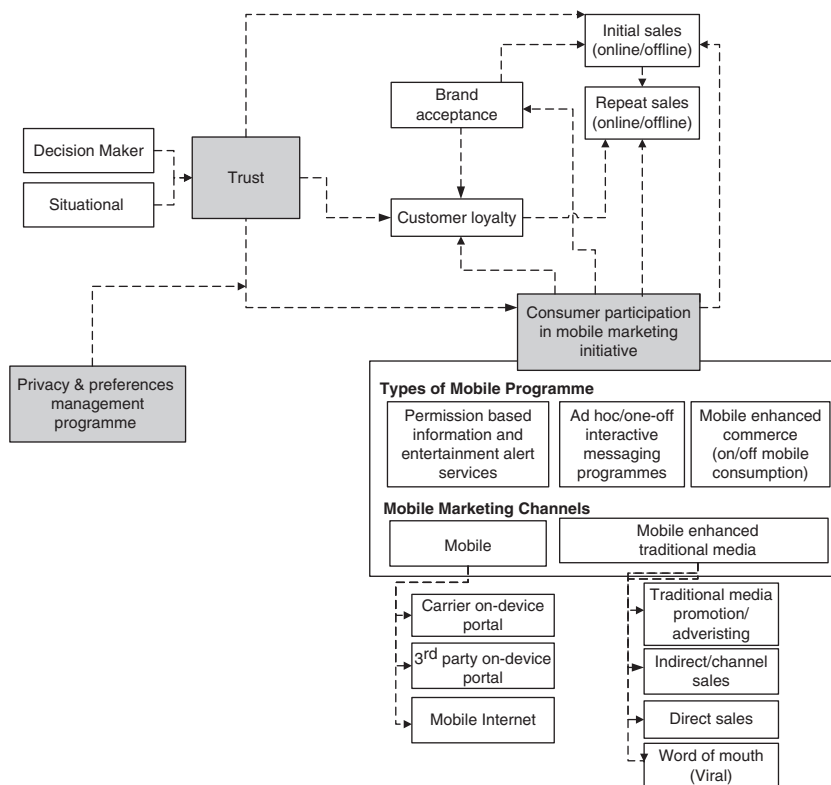 Initial sales
(online/offline)
Brand
acceptance
Repeat sales
(online/offline)
Decision Maker
Trust
Situational
Customer loyalty
Consumer participation
in mobile marketing
initiative
Privacy & preferences
management
programme
Types of Mobile Programme
Permission based
information and
entertainment alert
services
Ad hoc/one-off
interactive
messaging
programmes
Mobile enhanced
commerce
(on/off mobile
consumption)
Mobile Marketing Channels
Mobile
Mobile enhanced
traditional media
Carrier on-device
portal
3rd party on-device
portal
Mobile Internet
Traditional media
promotion/
adveristing
Indirect/channel
sales
Direct sales
Word of mouth
(Viral)